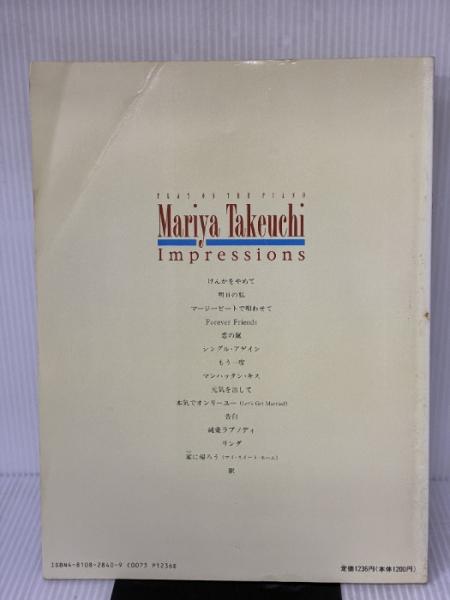 PLAY ON THE PIANO
Mariya Takeuchi
Impressions
けんかをやめて
明日の私
マージービートで唄わせて
Forever Friends
恋の嵐
シングル・アゲイン
もう一度
マンハッタン・キス
元気を出して
本気でオンリーユー (Let's Get Married)
告白
純愛ラプソディ
リンダ
家に帰ろう (マイ・スイート・ホーム)
駅
ISBN4-8108-2840-9 C0073 P1236E
定価1236円(本体1200円)